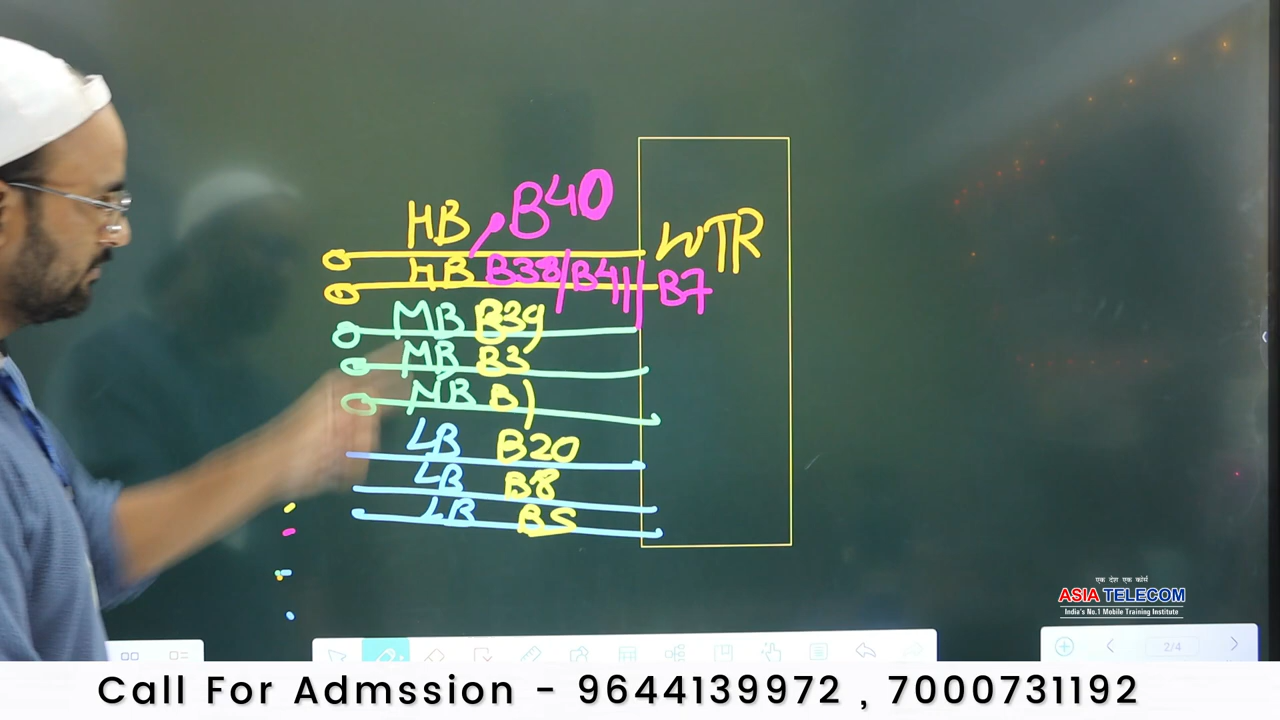 HB B40
WTR
HB B38/B41/B7
MB B39
MB B3
MB B1
LB B20
LB B8
LB B5
एक देश एक कोर्स
ASIA TELECOM
India's No.1 Mobile Training Institute
2/4
Call For Admssion - 9644139972 , 7000731192